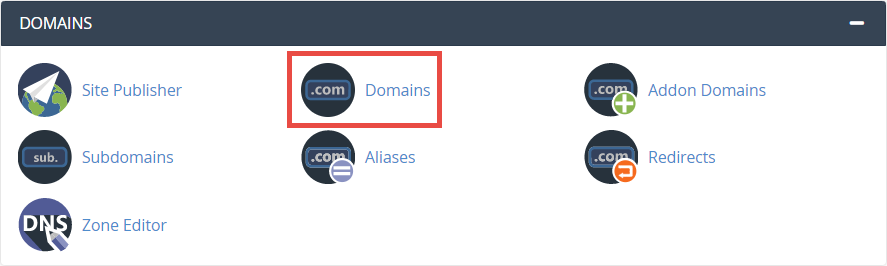 DOMAINS
Site Publisher
.com Domains
.com Addon Domains
sub. Subdomains
.com Aliases
.com Redirects
DNS Zone Editor